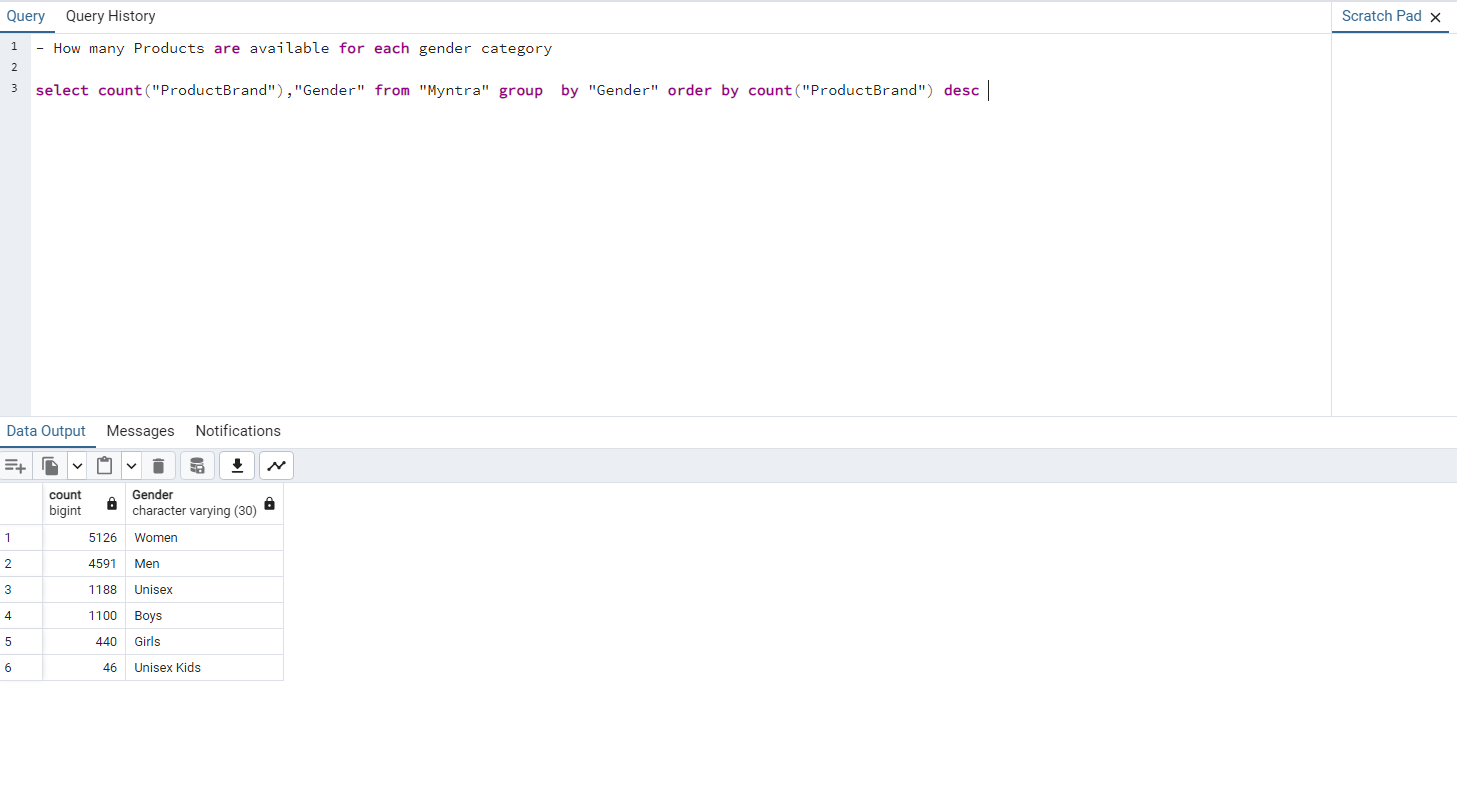 Query Query History Scratch Pad
1 - How many Products are available for each gender category
2
3 select count("ProductBrand"),"Gender" from "Myntra" group  by "Gender" order by count("ProductBrand") desc
Data Output Messages Notifications
count Gender
bigint character varying (30)
1 5126 Women
2 4591 Men
3 1188 Unisex
4 1100 Boys
5 440 Girls
6 46 Unisex Kids